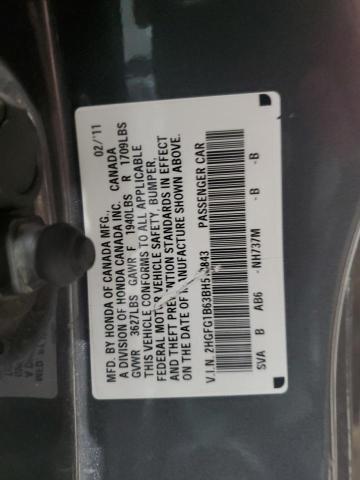 MFD. BY HONDA OF CANADA MFG., 02/'11
A DIVISION OF HONDA CANADA INC. CANADA
GVWR 3627LBS GAWR F 1940LBS R 1709LBS
THIS VEHICLE CONFORMS TO ALL APPLICABLE
FEDERAL MOTOR VEHICLE SAFETY, BUMPER,
AND THEFT PREVENTION STANDARDS IN EFFECT
ON THE DATE OF MANUFACTURE SHOWN ABOVE.
PASSENGER CAR
SVA B AB6 -NH737M - B -B